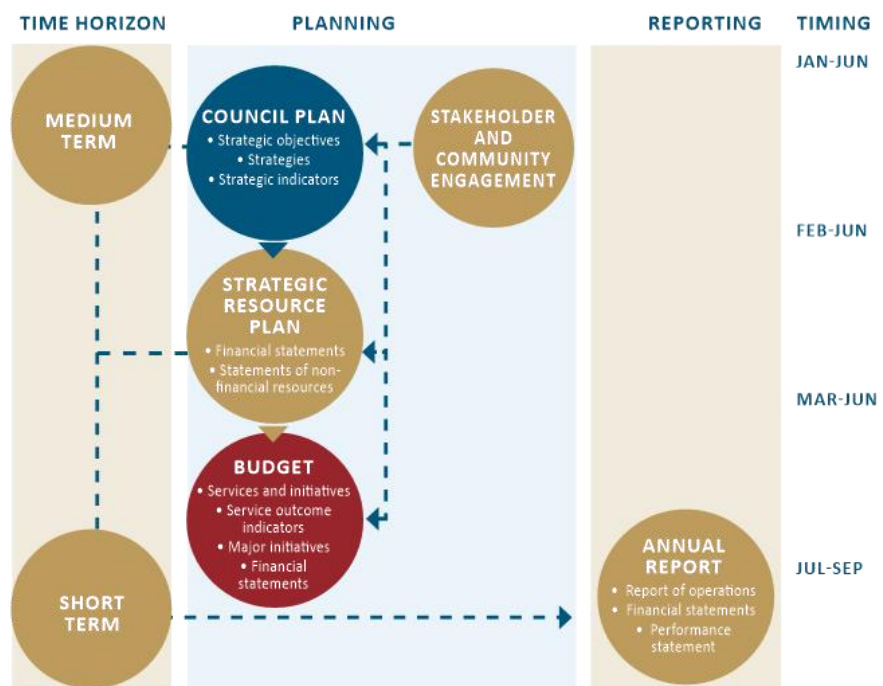 TIME HORIZON
PLANNING
REPORTING
TIMING
JAN-JUN
MEDIUM
TERM
COUNCIL PLAN
• Strategic objectives
• Strategies
• Strategic indicators
STAKEHOLDER
AND
COMMUNITY
ENGAGEMENT
FEB-JUN
STRATEGIC
RESOURCE
PLAN
• Financial statements
• Statements of non-
financial resources
MAR-JUN
BUDGET
• Services and initiatives
• Service outcome
indicators
• Major initiatives
• Financial
statements
SHORT
TERM
ANNUAL
REPORT
• Report of operations
• Financial statements
• Performance
statement
JUL-SEP